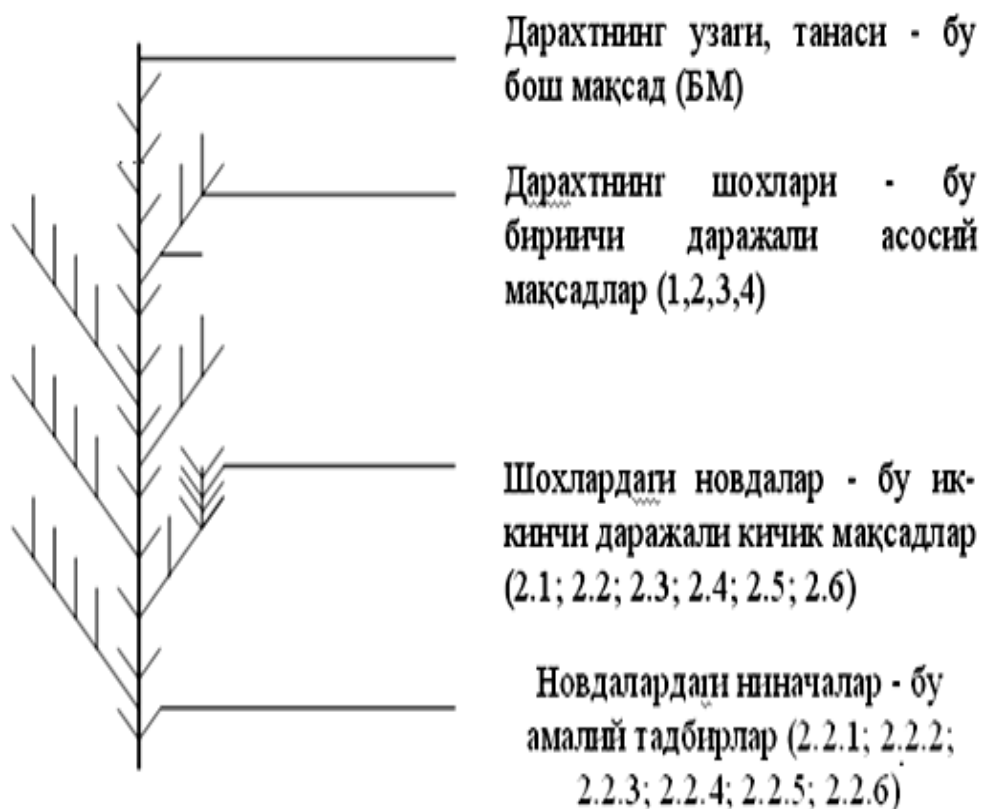 Дарахтнинг узаги, танаси - бу
бош мақсад (БМ)
Дарахтнинг шохлари - бу
биринчи даражали асосий
мақсадлар (1,2,3,4)
Шохлардаги новдалар - бу ик-
кинчи даражали кичик мақсадлар
(2.1; 2.2; 2.3; 2.4; 2.5; 2.6)
Новдалардаги ниначалар - бу
амалий тадбирлар (2.2.1; 2.2.2;
2.2.3; 2.2.4; 2.2.5; 2.2.6)